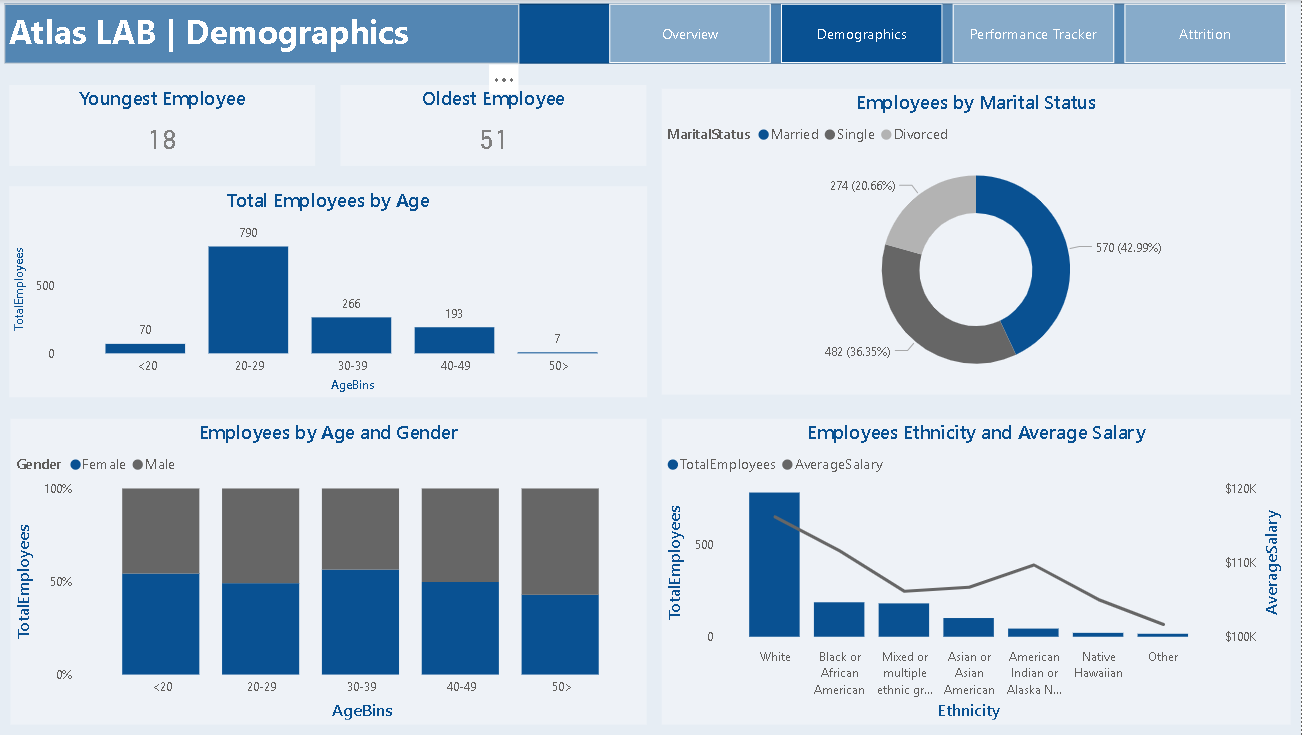 Atlas LAB | Demographics
Overview
Demographics
Performance Tracker
Attrition
...
Youngest Employee
18
Oldest Employee
51
Total Employees by Age
TotalEmployees
500
0
70
790
266
193
7
<20
20-29
30-39
40-49
50>
AgeBins
Employees by Marital Status
MaritalStatus Married Single Divorced
274 (20.66%)
570 (42.99%)
482 (36.35%)
Employees by Age and Gender
Gender Female Male
TotalEmployees
100%
50%
0%
<20
20-29
30-39
40-49
50>
AgeBins
Employees Ethnicity and Average Salary
TotalEmployees AverageSalary
TotalEmployees
500
0
$120K
$110K
$100K
AverageSalary
White
Black or
African
American
Mixed or
multiple
ethnic gr...
Asian or
Asian
American
American
Indian or
Alaska N...
Native
Hawaiian
Other
Ethnicity